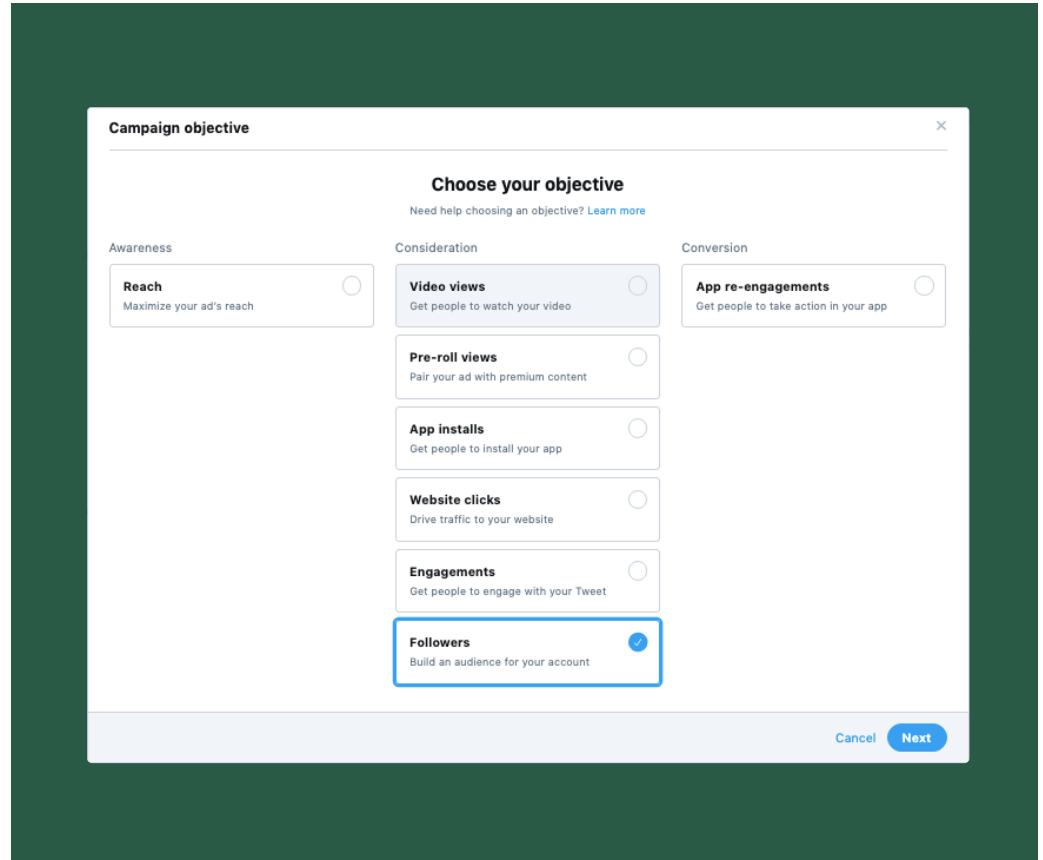 Campaign objective
Choose your objective
Need help choosing an objective? Learn more
Awareness
Reach
Maximize your ad's reach
Consideration
Video views
Get people to watch your video
Pre-roll views
Pair your ad with premium content
App installs
Get people to install your app
Website clicks
Drive traffic to your website
Engagements
Get people to engage with your Tweet
Followers
Build an audience for your account
Conversion
App re-engagements
Get people to take action in your app
Cancel
Next